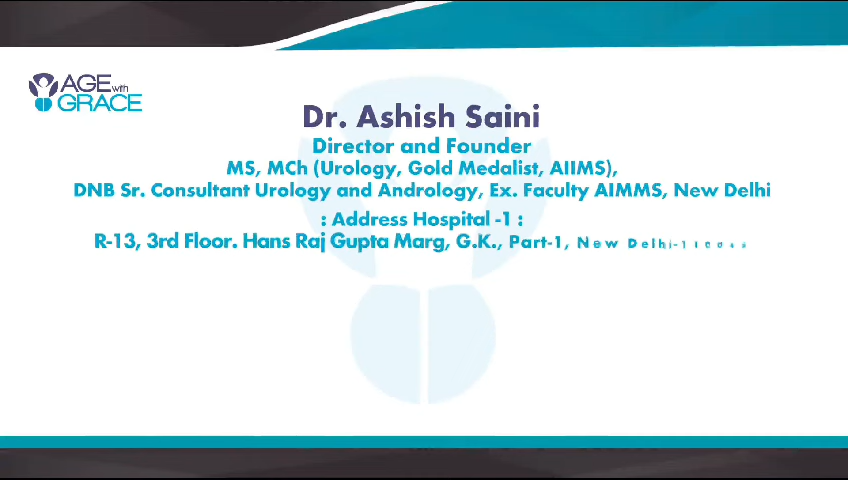 AGE with
GRACE
Dr. Ashish Saini
Director and Founder
MS, MCh (Urology, Gold Medalist, AIIMS),
DNB Sr. Consultant Urology and Andrology, Ex. Faculty AIMMS, New Delhi
: Address Hospital -1 :
R-13, 3rd Floor. Hans Raj Gupta Marg, G.K., Part-1, New Delhi-